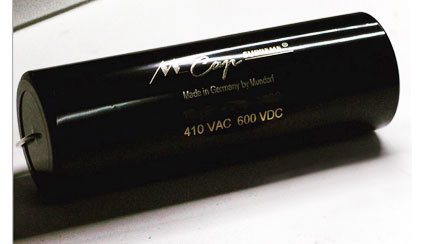 M Cap SUPREME®
Made in Germany by Mundorf
410 VAC 600 VDC